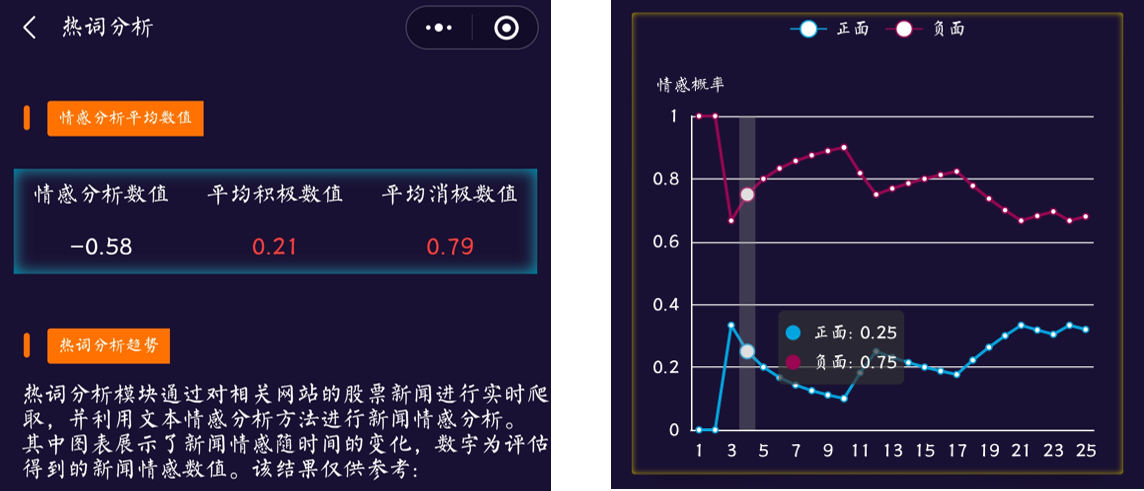 热词分析
情感分析平均数值
情感分析数值 平均积极数值 平均消极数值
-0.58 0.21 0.79
热词分析趋势
热词分析模块通过对相关网站的股票新闻进行实时爬
取，并利用文本情感分析方法进行新闻情感分析。
其中图表展示了新闻情感随时间的变化，数字为评估
得到的新闻情感数值。该结果仅供参考:
正面 负面
情感概率
1
0.8
0.6
0.4
0.2
0
正面: 0.25
负面: 0.75
1 3 5 7 9 11 13 15 17 19 21 23 25